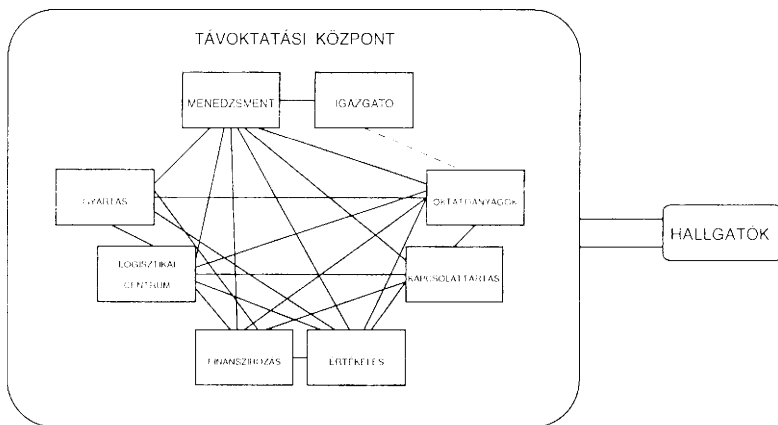 TÁVOKTATÁSI KÖZPONT
MENEDZSMENT
IGAZGATÓ
GYÁRTÁS
OKTATÓANYAGOK
HALLGATÓK
LOGISZTIKAI
CENTRUM
KAPCSOLATTARTÁS
FINANSZÍROZÁS
ÉRTÉKELÉS